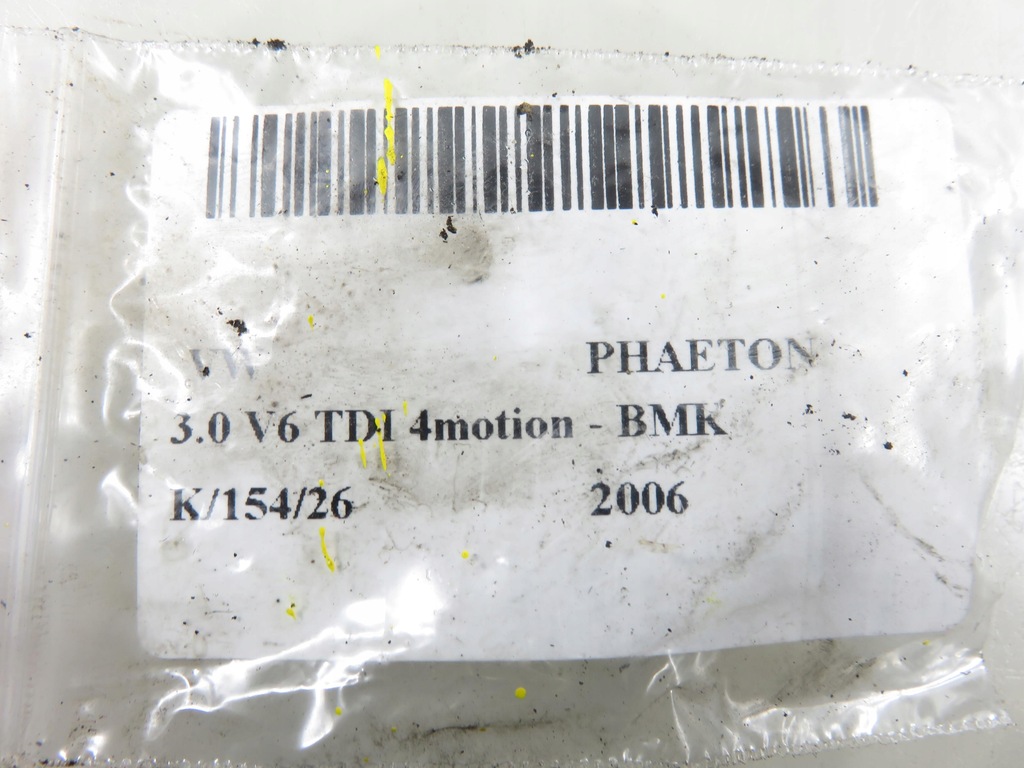 VW PHAETON
3.0 V6 TDI 4motion - BMK
K/154/26 2006